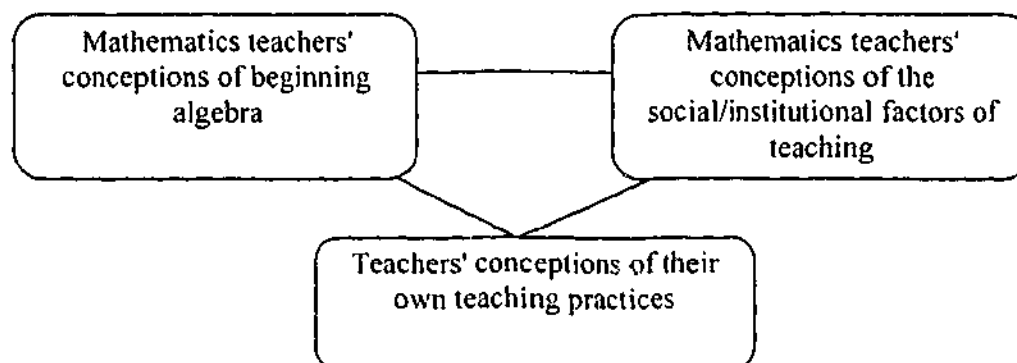 Mathematics teachers'
conceptions of beginning
algebra
Mathematics teachers'
conceptions of the
social/institutional factors of
teaching
Teachers' conceptions of their
own teaching practices